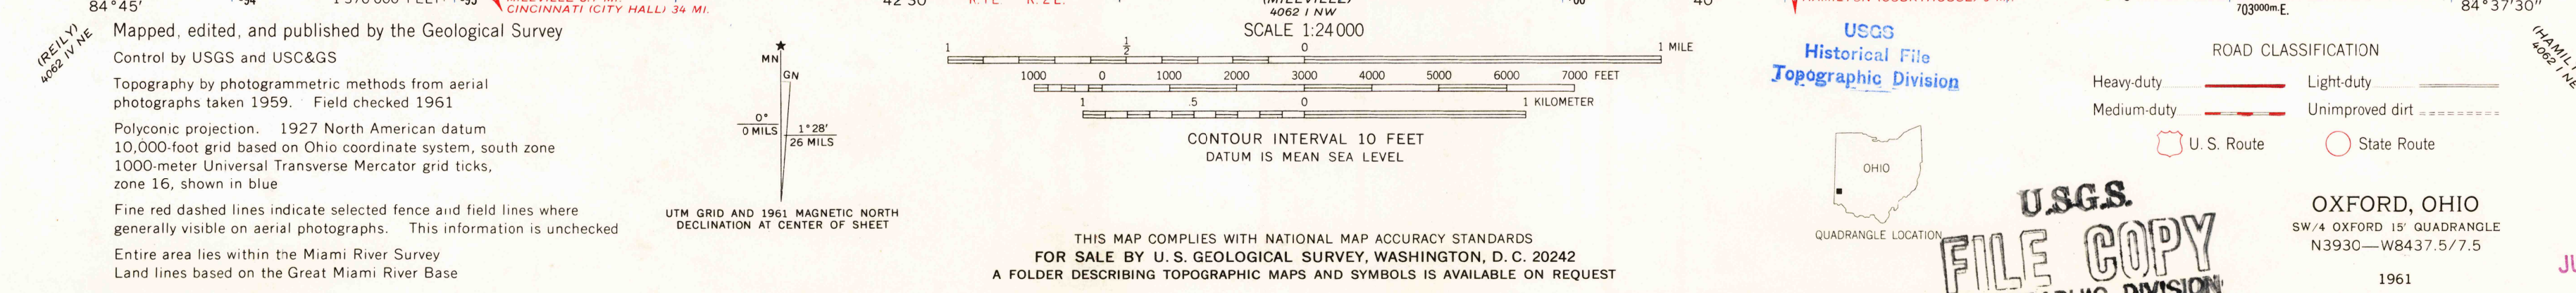 84°45'
CINCINNATI (CITY HALL) 34 MI.
42'30"
4062 I NW
40'
703000m.E.
84°37'30"
(REILY)
4062 IV NE
Mapped, edited, and published by the Geological Survey
Control by USGS and USC&GS
Topography by photogrammetric methods from aerial
photographs taken 1959. Field checked 1961
Polyconic projection. 1927 North American datum
10,000-foot grid based on Ohio coordinate system, south zone
1000-meter Universal Transverse Mercator grid ticks,
zone 16, shown in blue
Fine red dashed lines indicate selected fence and field lines where
generally visible on aerial photographs. This information is unchecked
Entire area lies within the Miami River Survey
Land lines based on the Great Miami River Base
MN
GN
0°
0 MILS
1°28'
26 MILS
UTM GRID AND 1961 MAGNETIC NORTH
DECLINATION AT CENTER OF SHEET
SCALE 1:24 000
1 1/2 0 1 MILE
1000 0 1000 2000 3000 4000 5000 6000 7000 FEET
1 .5 0 1 KILOMETER
CONTOUR INTERVAL 10 FEET
DATUM IS MEAN SEA LEVEL
THIS MAP COMPLIES WITH NATIONAL MAP ACCURACY STANDARDS
FOR SALE BY U. S. GEOLOGICAL SURVEY, WASHINGTON, D. C. 20242
A FOLDER DESCRIBING TOPOGRAPHIC MAPS AND SYMBOLS IS AVAILABLE ON REQUEST
USGS
Historical File
Topographic Division
OHIO
QUADRANGLE LOCATION
U.S.G.S.
FILE COPY
DIVISION
ROAD CLASSIFICATION
Heavy-duty Light-duty
Medium-duty Unimproved dirt
U. S. Route State Route
4062 I NE
OXFORD, OHIO
SW/4 OXFORD 15' QUADRANGLE
N3930—W8437.5/7.5
1961